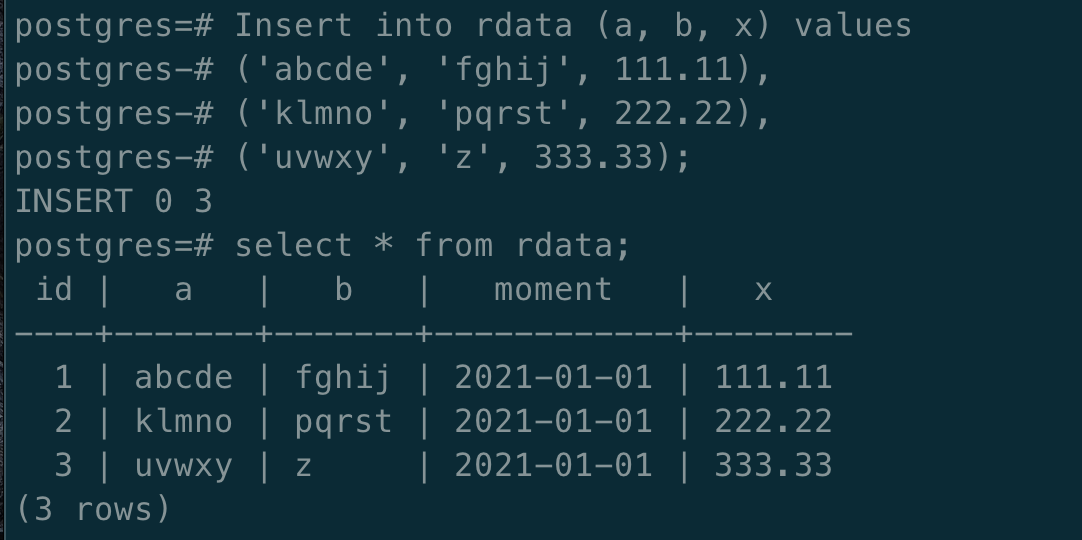 postgres=# Insert into rdata (a, b, x) values
postgres-# ('abcde', 'fghij', 111.11),
postgres-# ('klmno', 'pqrst', 222.22),
postgres-# ('uvwxy', 'z', 333.33);
INSERT 0 3
postgres=# select * from rdata;
 id |   a   |   b   |   moment   |   x
----+-------+-------+------------+--------
  1 | abcde | fghij | 2021-01-01 | 111.11
  2 | klmno | pqrst | 2021-01-01 | 222.22
  3 | uvwxy | z     | 2021-01-01 | 333.33
(3 rows)